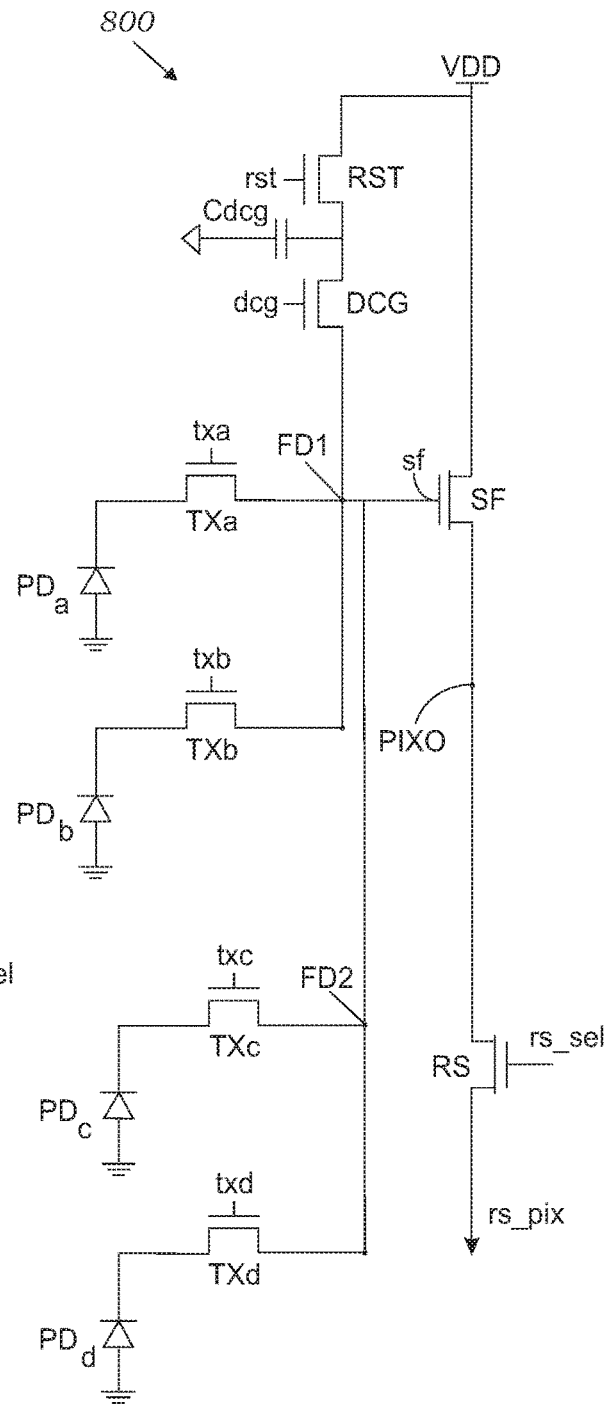 800
VDD
rst
RST
Cdcg
dcg
DCG
txa
FD1
sf
SF
TXa
PDa
txb
TXb
PIXO
PDb
txc
FD2
el
TXc
rs_sel
RS
PDc
txd
rs_pix
TXd
PDd